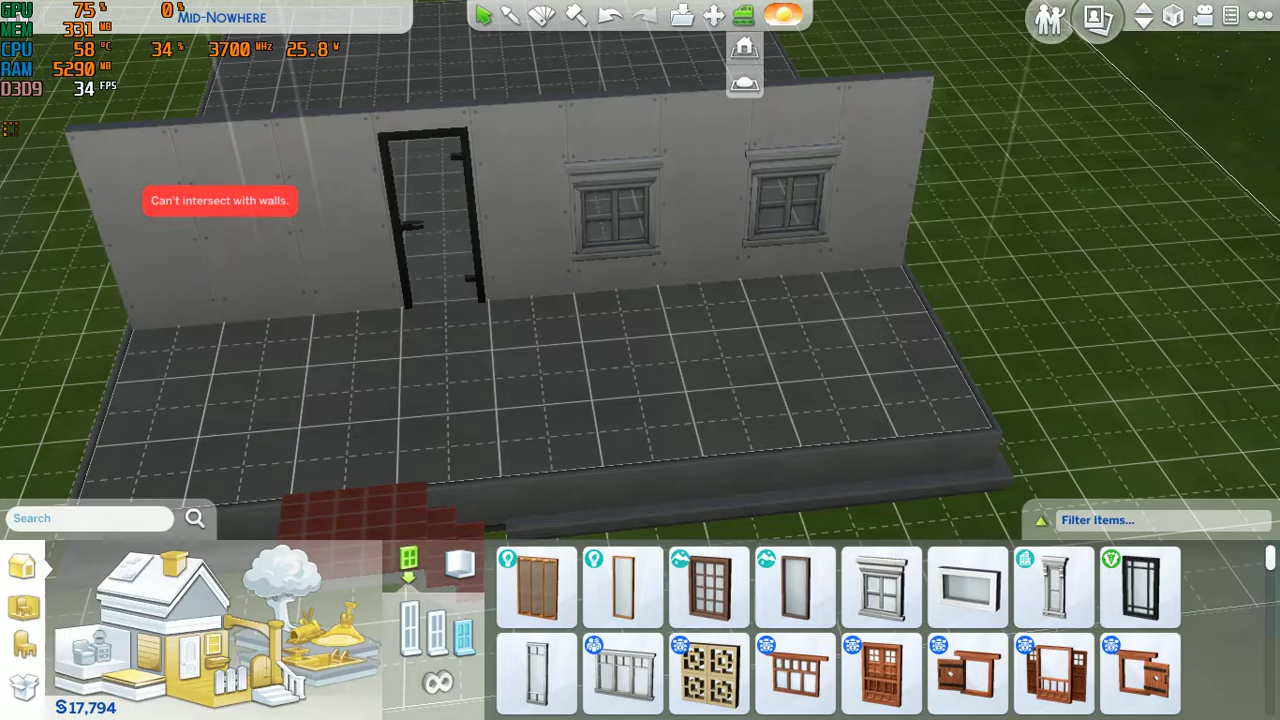 GPU 75 % 0 %
MEM 331 MB
CPU 58 °C 34 % 3700 MHz 25.8 W
RAM 5290 MB
D3D9 34 FPS
Mid-Nowhere
Can't intersect with walls.
Search
Filter Items...
§17,794